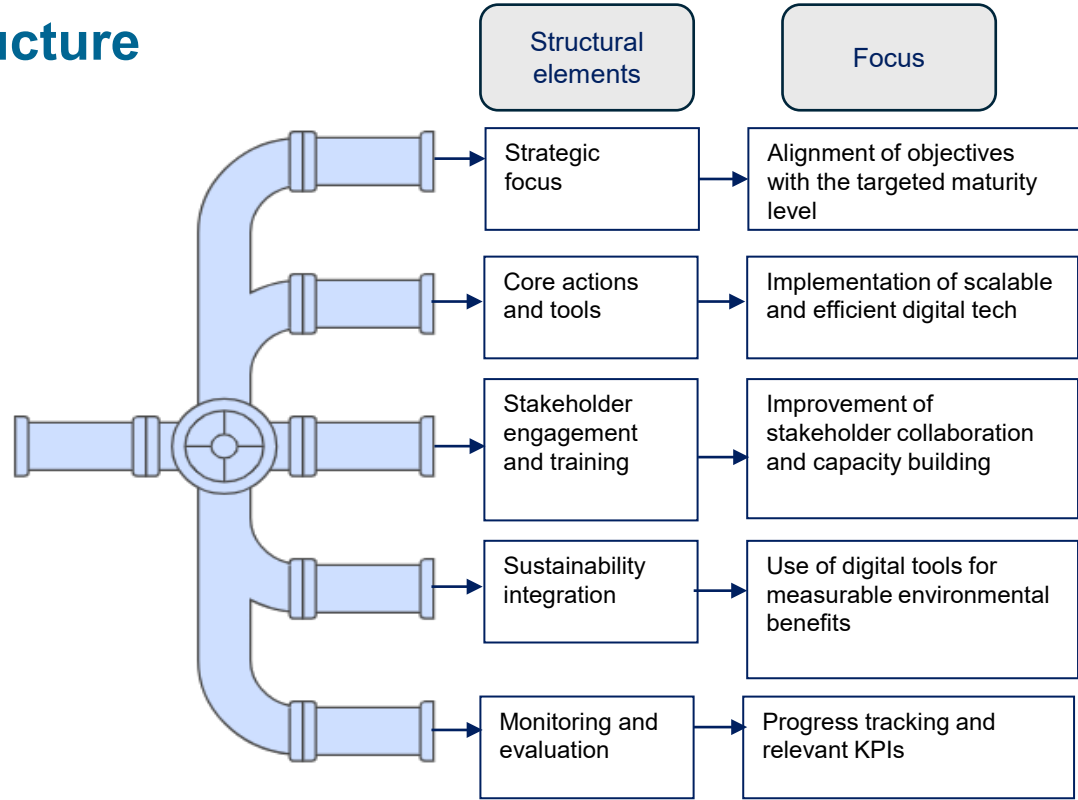 ucture
Structural
elements
Focus
Strategic
focus
Alignment of objectives
with the targeted maturity
level
Core actions
and tools
Implementation of scalable
and efficient digital tech
Stakeholder
engagement
and training
Improvement of
stakeholder collaboration
and capacity building
Sustainability
integration
Use of digital tools for
measurable environmental
benefits
Monitoring and
evaluation
Progress tracking and
relevant KPIs